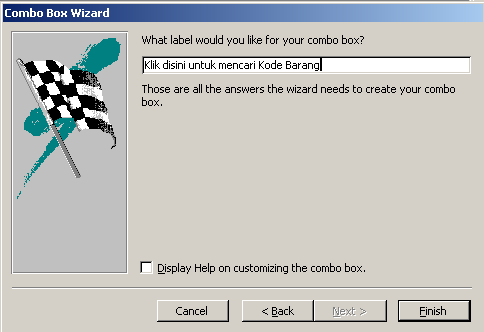 Combo Box Wizard
What label would you like for your combo box?
Klik disini untuk mencari Kode Barang
Those are all the answers the wizard needs to create your combo
box.
Display Help on customizing the combo box.
Cancel
< Back
Next >
Finish